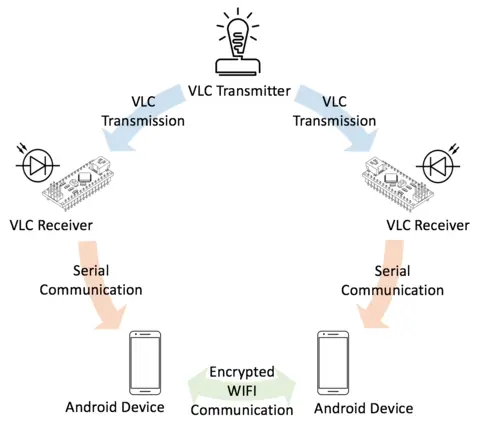 VLC Transmitter
VLC
Transmission
VLC
Transmission
VLC Receiver
VLC Receiver
Serial
Communication
Serial
Communication
Encrypted
WIFI
Communication
Android Device
Android Device